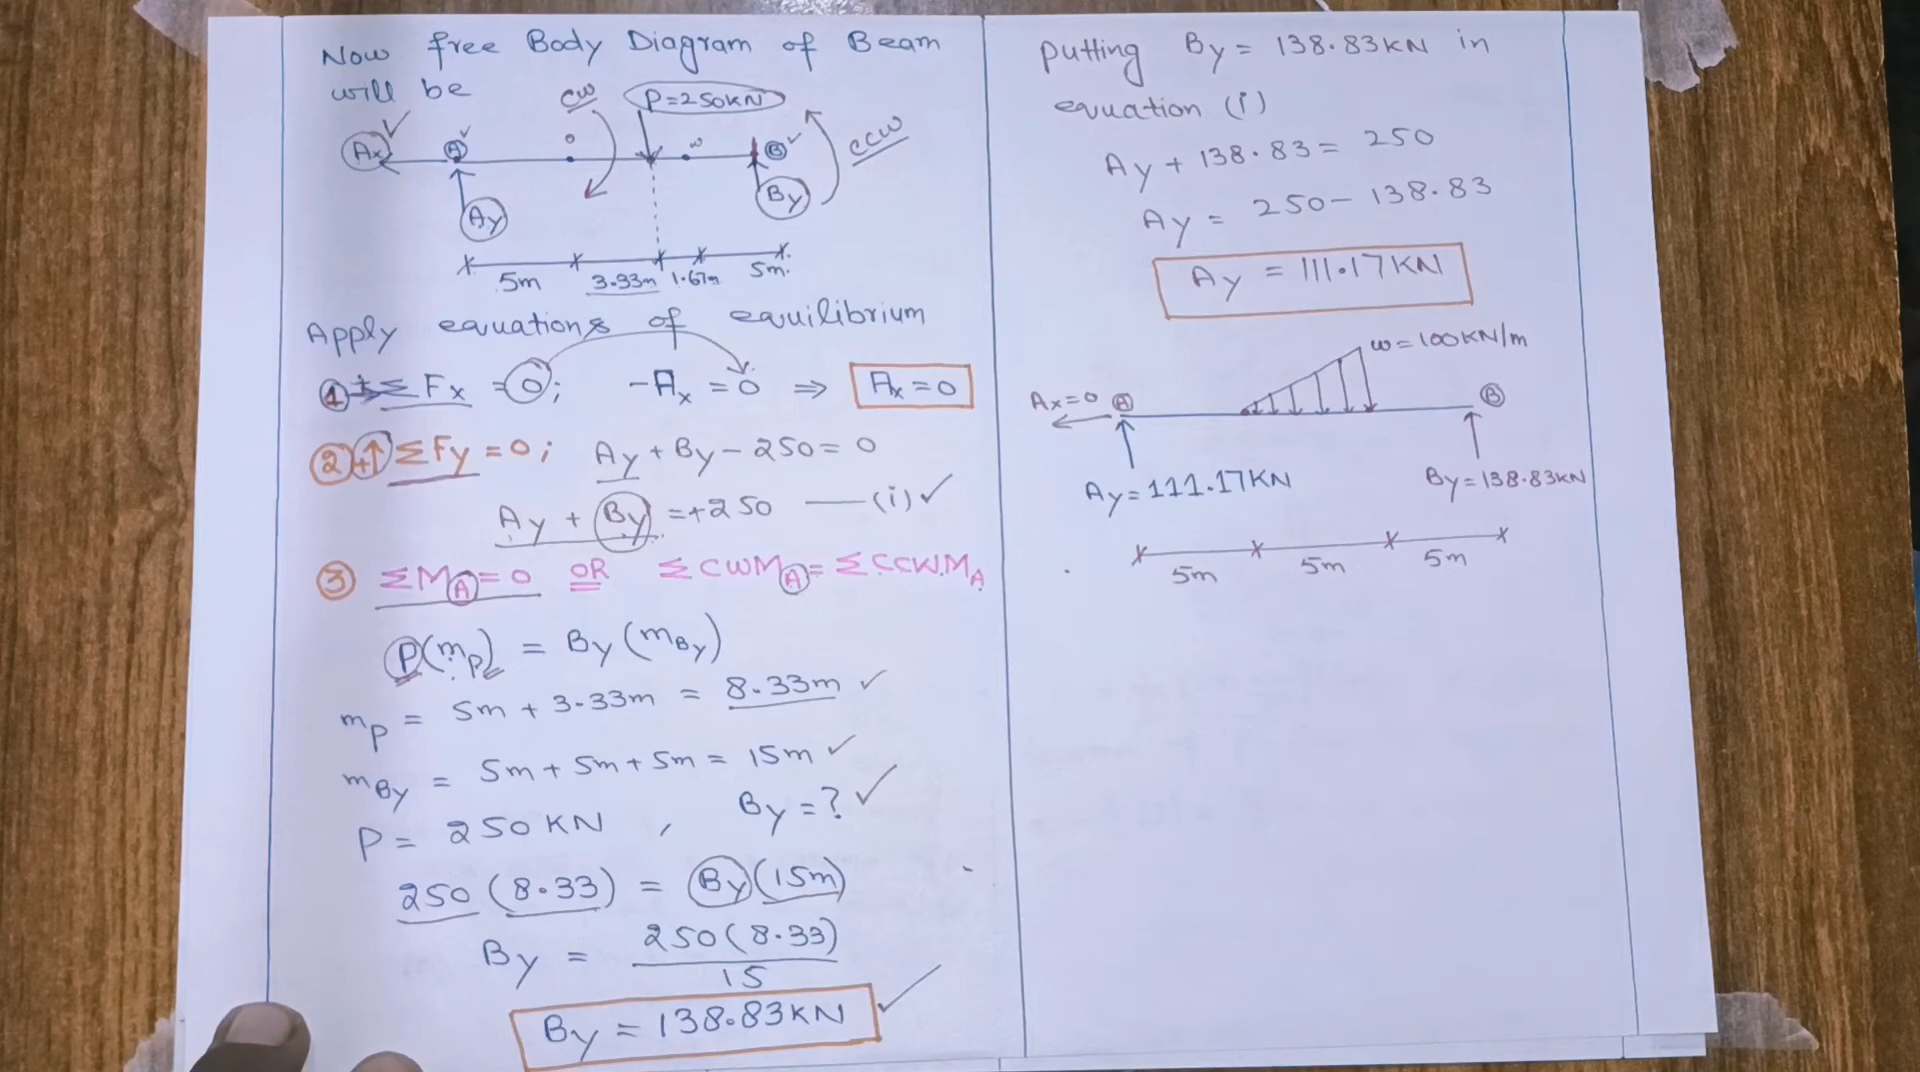 Now free Body Diagram of Beam
will be
CW
P=250KN
CCW
Ax
A
o
w
B
Ay
By
5m
3.33m
1.67m
5m.
Apply equations of equilibrium
① +→ ΣFx = 0; -Ax = 0 ⇒ Ax = 0
② +↑ ΣFy = 0; Ay + By - 250 = 0
Ay + By = +250 —— (i) ✓
③ ΣMA = 0 OR ΣCWMA = ΣCCW.MA
P(mp) = By (mBy)
mp = 5m + 3.33m = 8.33m ✓
mBy = 5m + 5m + 5m = 15m ✓
P = 250 KN , By = ? ✓
250 (8.33) = By (15m)
By = 250(8.33)
15
By = 138.83KN ✓
Putting By = 138.83KN in
equation (i)
Ay + 138.83 = 250
Ay = 250 - 138.83
Ay = 111.17KN
w = 100KN/m
Ax=0 A
B
Ay = 111.17KN
By = 138.83KN
5m
5m
5m